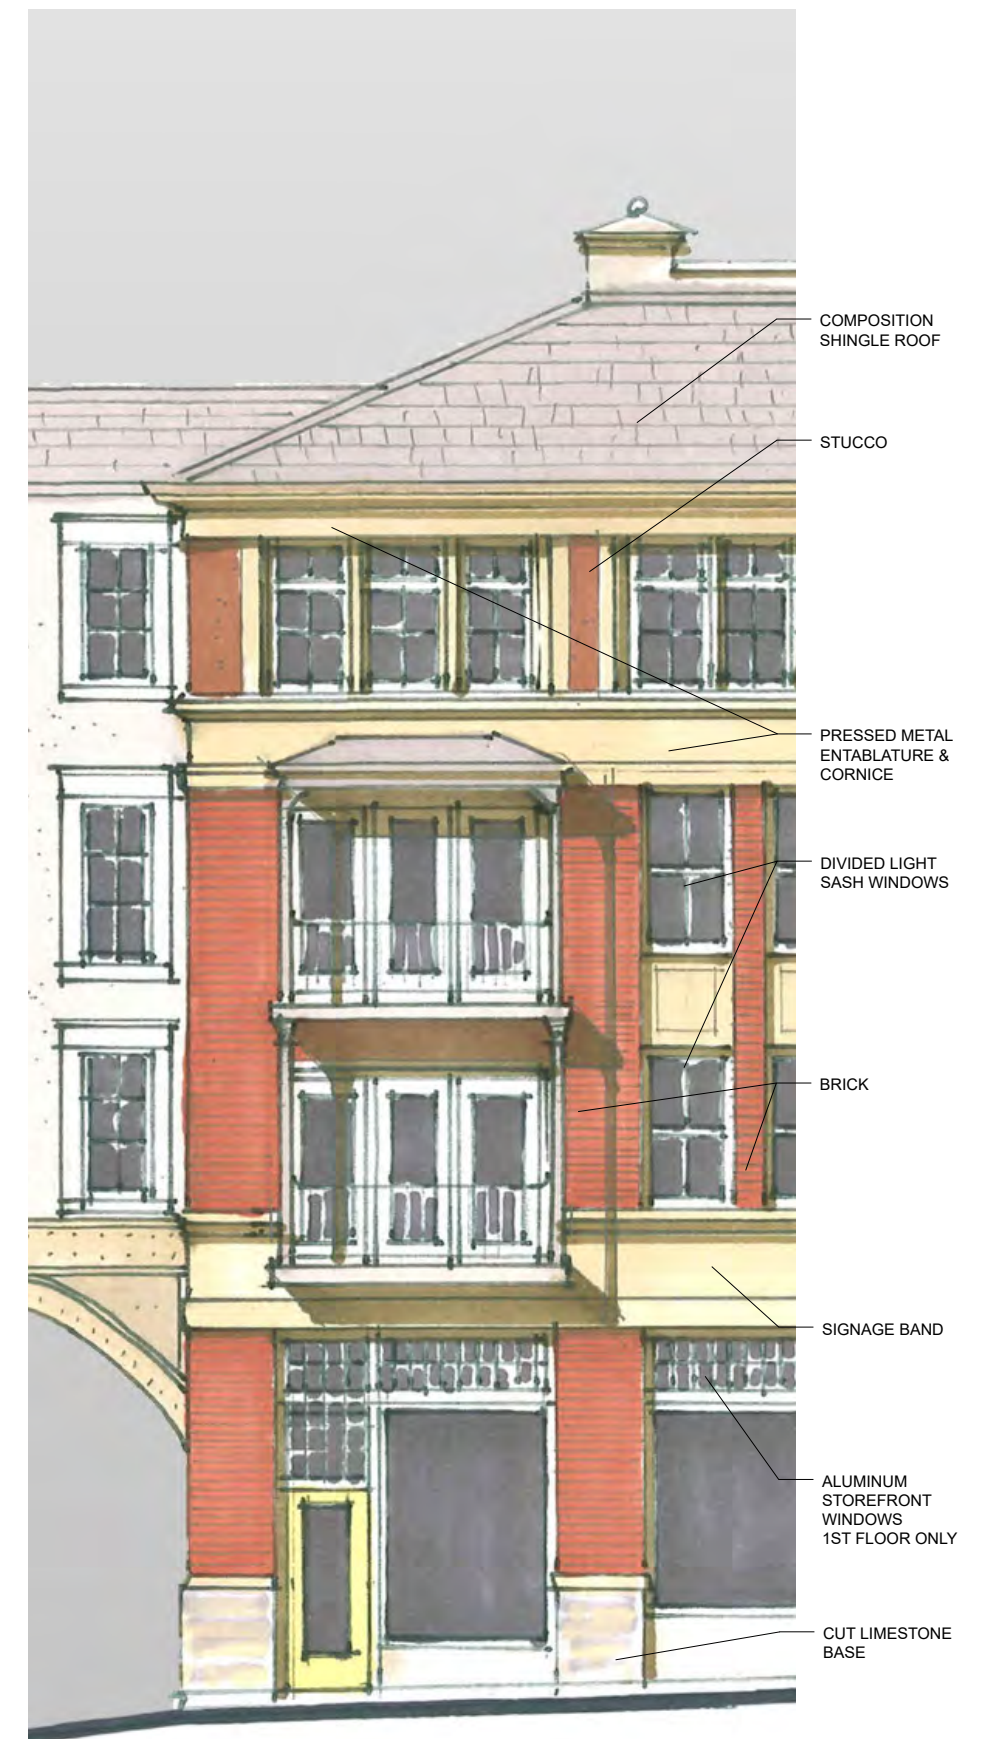 COMPOSITION
SHINGLE ROOF
STUCCO
PRESSED METAL
ENTABLATURE &
CORNICE
DIVIDED LIGHT
SASH WINDOWS
BRICK
SIGNAGE BAND
ALUMINUM
STOREFRONT
WINDOWS
1ST FLOOR ONLY
CUT LIMESTONE
BASE